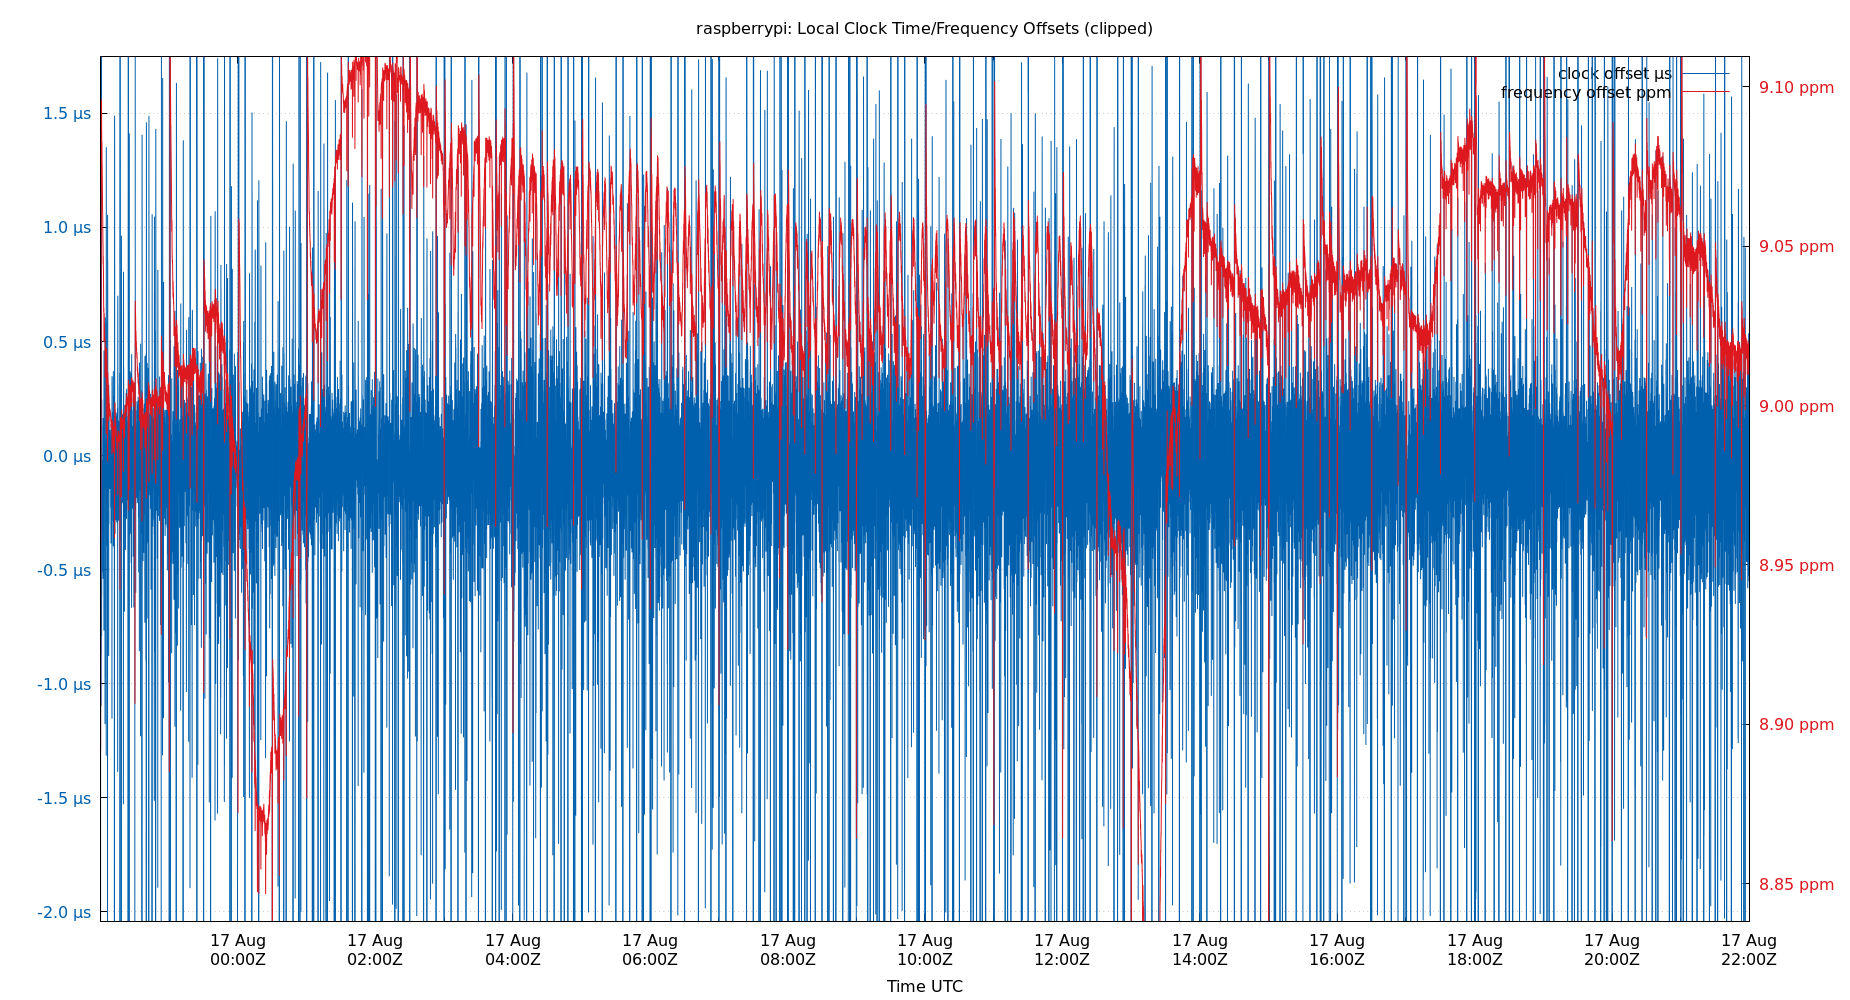 raspberrypi: Local Clock Time/Frequency Offsets (clipped)
clock offset µs
frequency offset ppm
1.5 µs
1.0 µs
0.5 µs
0.0 µs
-0.5 µs
-1.0 µs
-1.5 µs
-2.0 µs
9.10 ppm
9.05 ppm
9.00 ppm
8.95 ppm
8.90 ppm
8.85 ppm
17 Aug 17 Aug 17 Aug 17 Aug 17 Aug 17 Aug 17 Aug 17 Aug 17 Aug 17 Aug 17 Aug 17 Aug
00:00Z 02:00Z 04:00Z 06:00Z 08:00Z 10:00Z 12:00Z 14:00Z 16:00Z 18:00Z 20:00Z 22:00Z
Time UTC